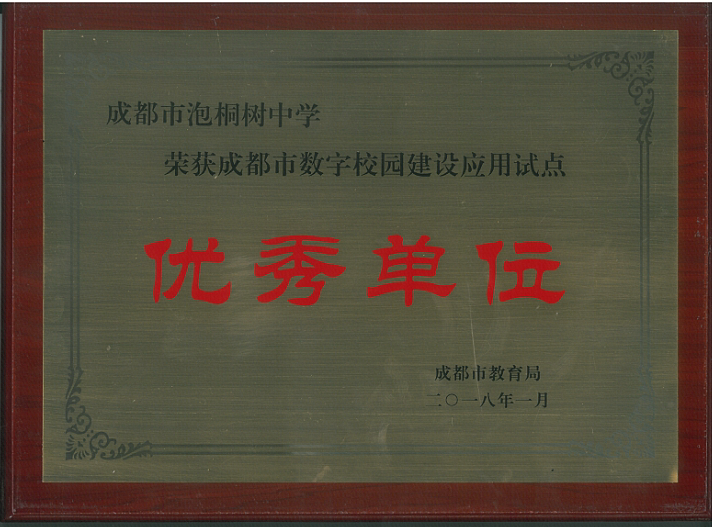 成都市泡桐树中学
荣获成都市数字校园建设应用试点
优秀单位
成都市教育局
二〇一八年一月